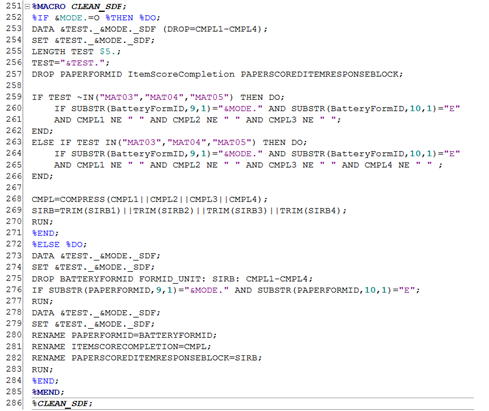 251 %MACRO CLEAN_SDF;
252 %IF &MODE.=O %THEN %DO;
253 DATA &TEST._&MODE._SDF (DROP=CMPL1-CMPL4);
254 SET &TEST._&MODE._SDF;
255 LENGTH TEST $5.;
256 TEST="&TEST.";
257 DROP PAPERFORMID ItemScoreCompletion PAPERSCOREDITEMRESPONSEBLOCK;
258
259 IF TEST ~IN("MAT03","MAT04","MAT05") THEN DO;
260 IF SUBSTR(BatteryFormID,9,1)="&MODE." AND SUBSTR(BatteryFormID,10,1)="E"
261 AND CMPL1 NE " " AND CMPL2 NE " " AND CMPL3 NE " ";
262 END;
263 ELSE IF TEST IN("MAT03","MAT04","MAT05") THEN DO;
264 IF SUBSTR(BatteryFormID,9,1)="&MODE." AND SUBSTR(BatteryFormID,10,1)="E"
265 AND CMPL1 NE " " AND CMPL2 NE " " AND CMPL3 NE " " AND CMPL4 NE " " ;
266 END;
267
268 CMPL=COMPRESS(CMPL1||CMPL2||CMPL3||CMPL4);
269 SIRB=TRIM(SIRB1)||TRIM(SIRB2)||TRIM(SIRB3)||TRIM(SIRB4);
270 RUN;
271 %END;
272 %ELSE %DO;
273 DATA &TEST._&MODE._SDF;
274 SET &TEST._&MODE._SDF;
275 DROP BATTERYFORMID FORMID_UNIT: SIRB: CMPL1-CMPL4;
276 IF SUBSTR(PAPERFORMID,9,1)="&MODE." AND SUBSTR(PAPERFORMID,10,1)="E";
277 RUN;
278 DATA &TEST._&MODE._SDF;
279 SET &TEST._&MODE._SDF;
280 RENAME PAPERFORMID=BATTERYFORMID;
281 RENAME ITEMSCORECOMPLETION=CMPL;
282 RENAME PAPERSCOREDITEMRESPONSEBLOCK=SIRB;
283 RUN;
284 %END;
285 %MEND;
286 %CLEAN_SDF;